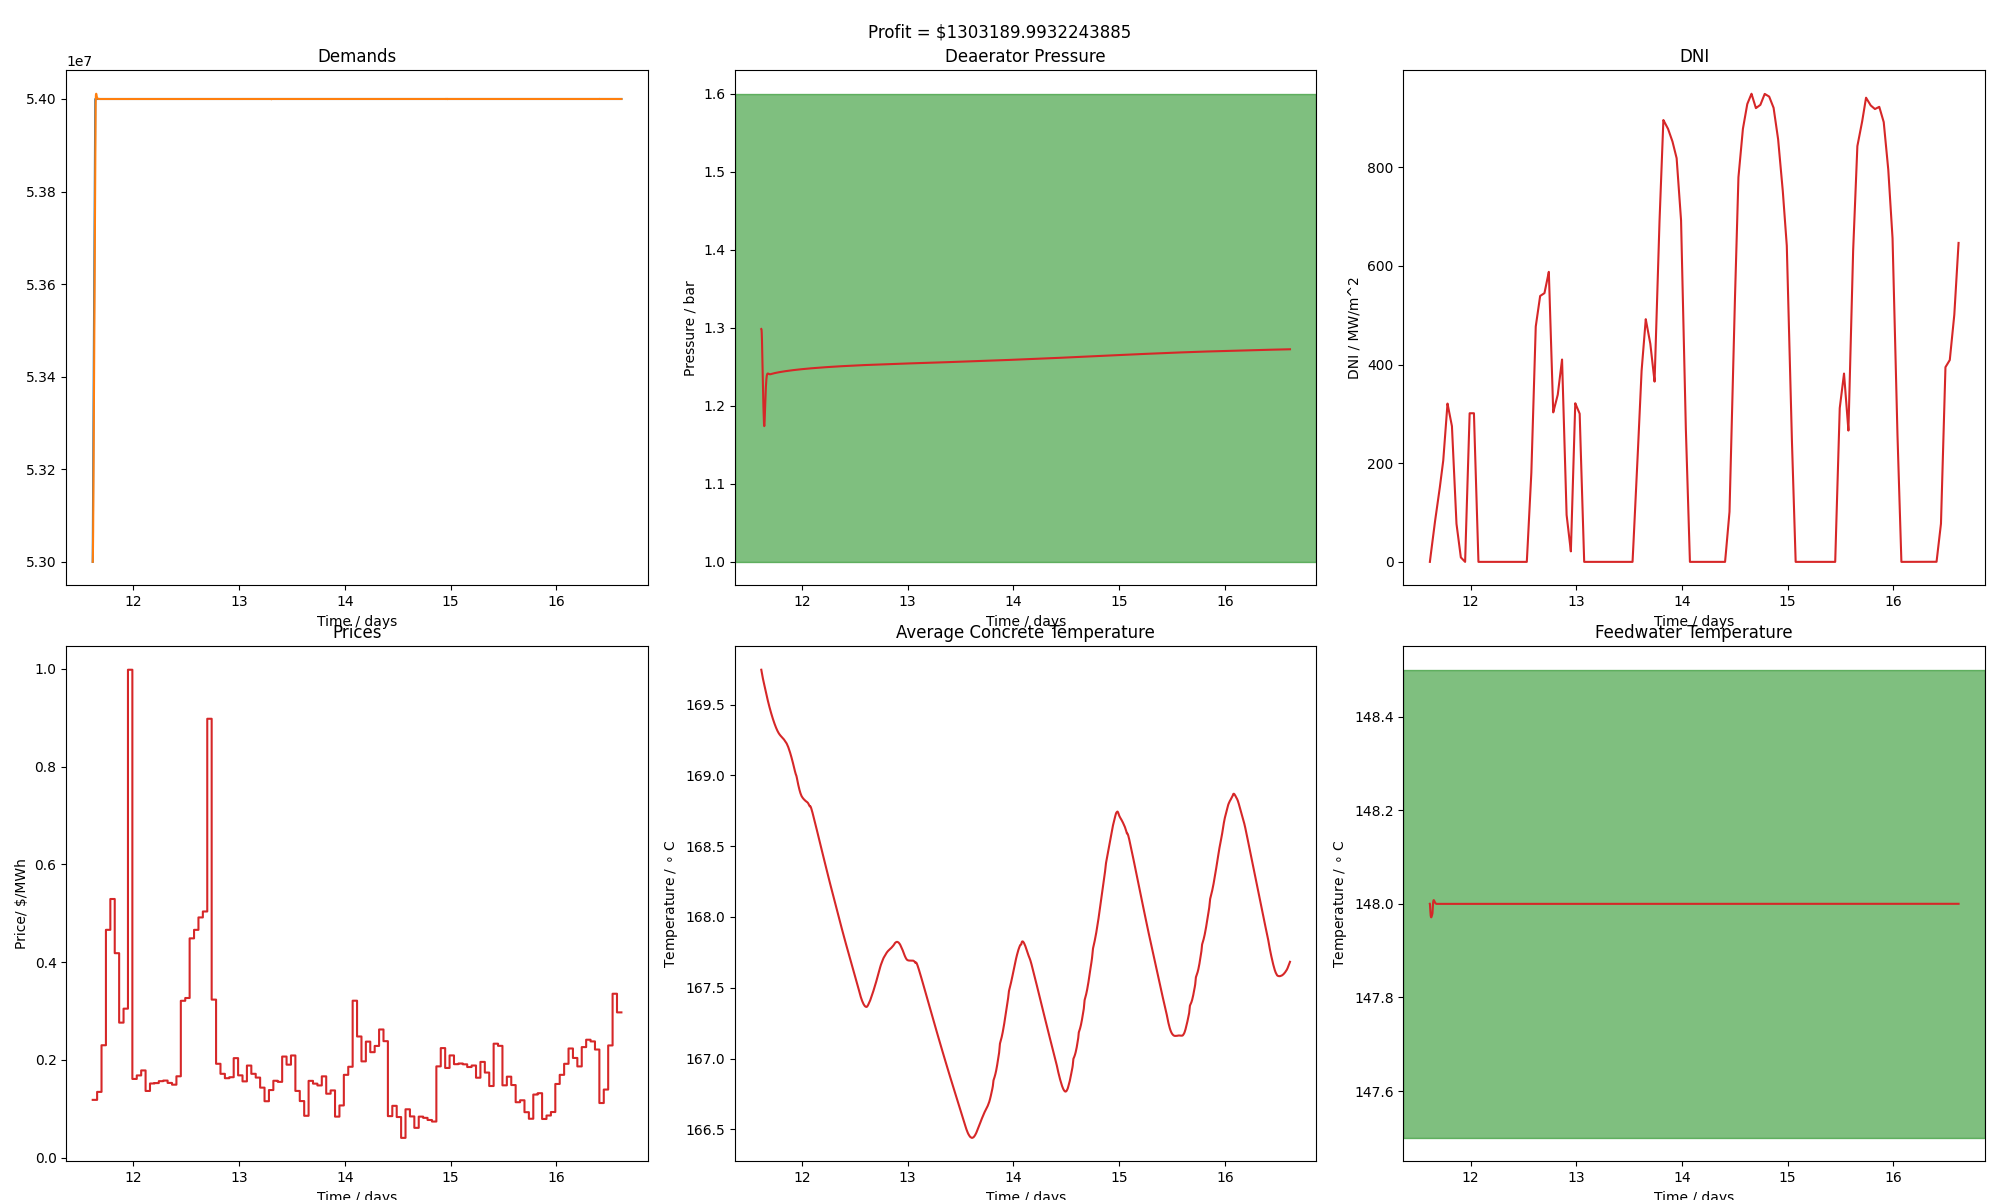 Profit = $1303189.9932243885
Demands
1e7
5.40
5.38
5.36
5.34
5.32
5.30
12 13 14 15 16
Time / days
Deaerator Pressure
Pressure / bar
1.6
1.5
1.4
1.3
1.2
1.1
1.0
12 13 14 15 16
Time / days
DNI
DNI / MW/m^2
800
600
400
200
0
12 13 14 15 16
Time / days
Prices
Price/ $/MWh
1.0
0.8
0.6
0.4
0.2
0.0
12 13 14 15 16
Time / days
Average Concrete Temperature
Temperature / ∘ C
169.5
169.0
168.5
168.0
167.5
167.0
166.5
12 13 14 15 16
Time / days
Feedwater Temperature
Temperature / ∘ C
148.4
148.2
148.0
147.8
147.6
12 13 14 15 16
Time / days